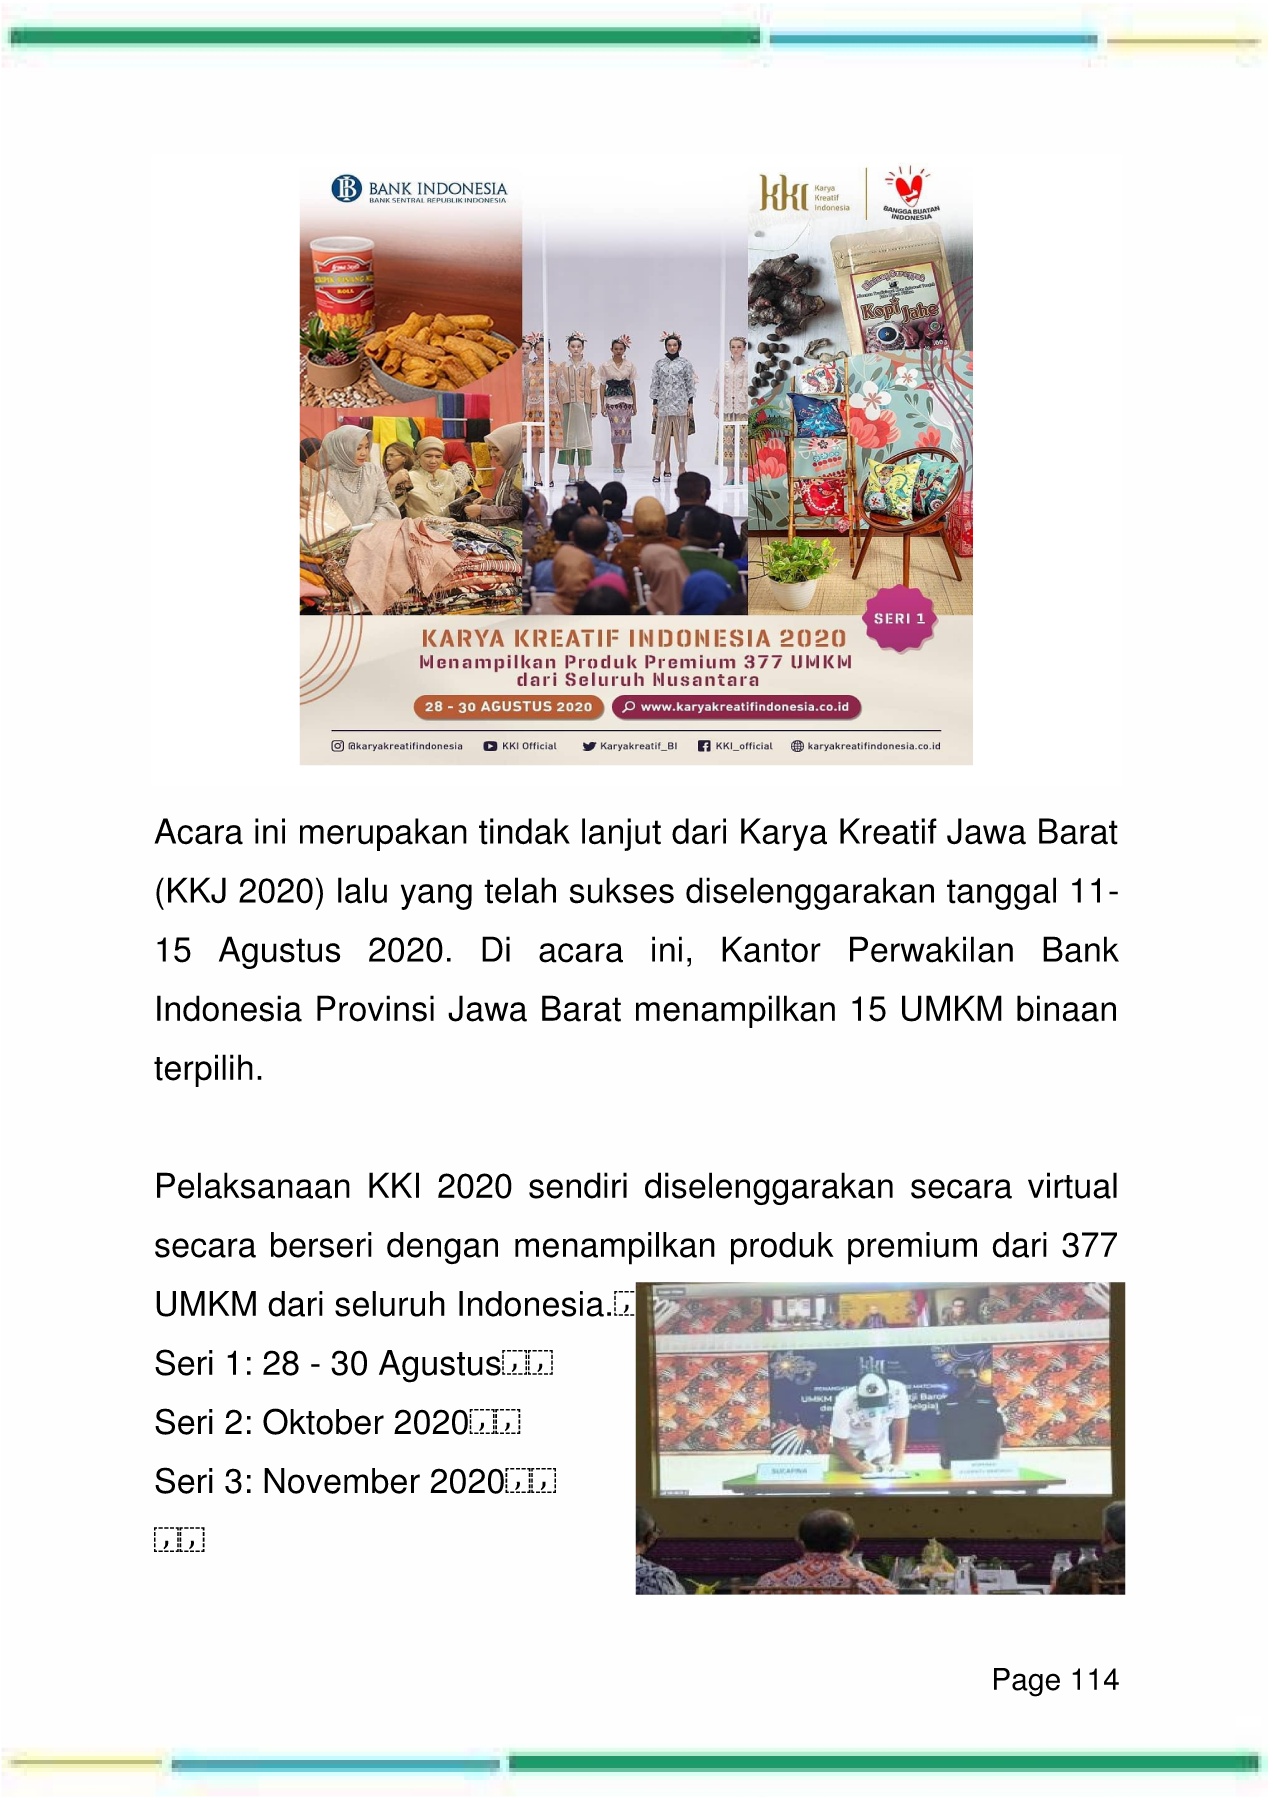 BANK INDONESIA
BANK SENTRAL REPUBLIK INDONESIA
kki Karya
Kreatif
Indonesia
BANGGA BUATAN
INDONESIA
ROLL
Kopi Jahe
SERI 1
KARYA KREATIF INDONESIA 2020
Menampilkan Produk Premium 377 UMKM
dari Seluruh Nusantara
28 - 30 AGUSTUS 2020 www.karyakreatifindonesia.co.id
@karyakreatifindonesia KKI Official Karyakreatif_BI KKI_official karyakreatifindonesia.co.id
Acara ini merupakan tindak lanjut dari Karya Kreatif Jawa Barat
(KKJ 2020) lalu yang telah sukses diselenggarakan tanggal 11-
15 Agustus 2020. Di acara ini, Kantor Perwakilan Bank
Indonesia Provinsi Jawa Barat menampilkan 15 UMKM binaan
terpilih.
Pelaksanaan KKI 2020 sendiri diselenggarakan secara virtual
secara berseri dengan menampilkan produk premium dari 377
UMKM dari seluruh Indonesia.
Seri 1: 28 - 30 Agustus
Seri 2: Oktober 2020
Seri 3: November 2020
kki
UMKM
SUCAFINA
Page 114